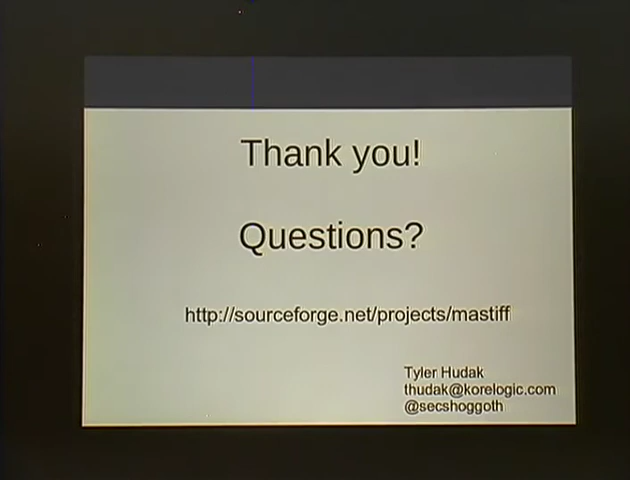 Thank you!
Questions?
http://sourceforge.net/projects/mastiff
Tyler Hudak
thudak@korelogic.com
@secshoggoth